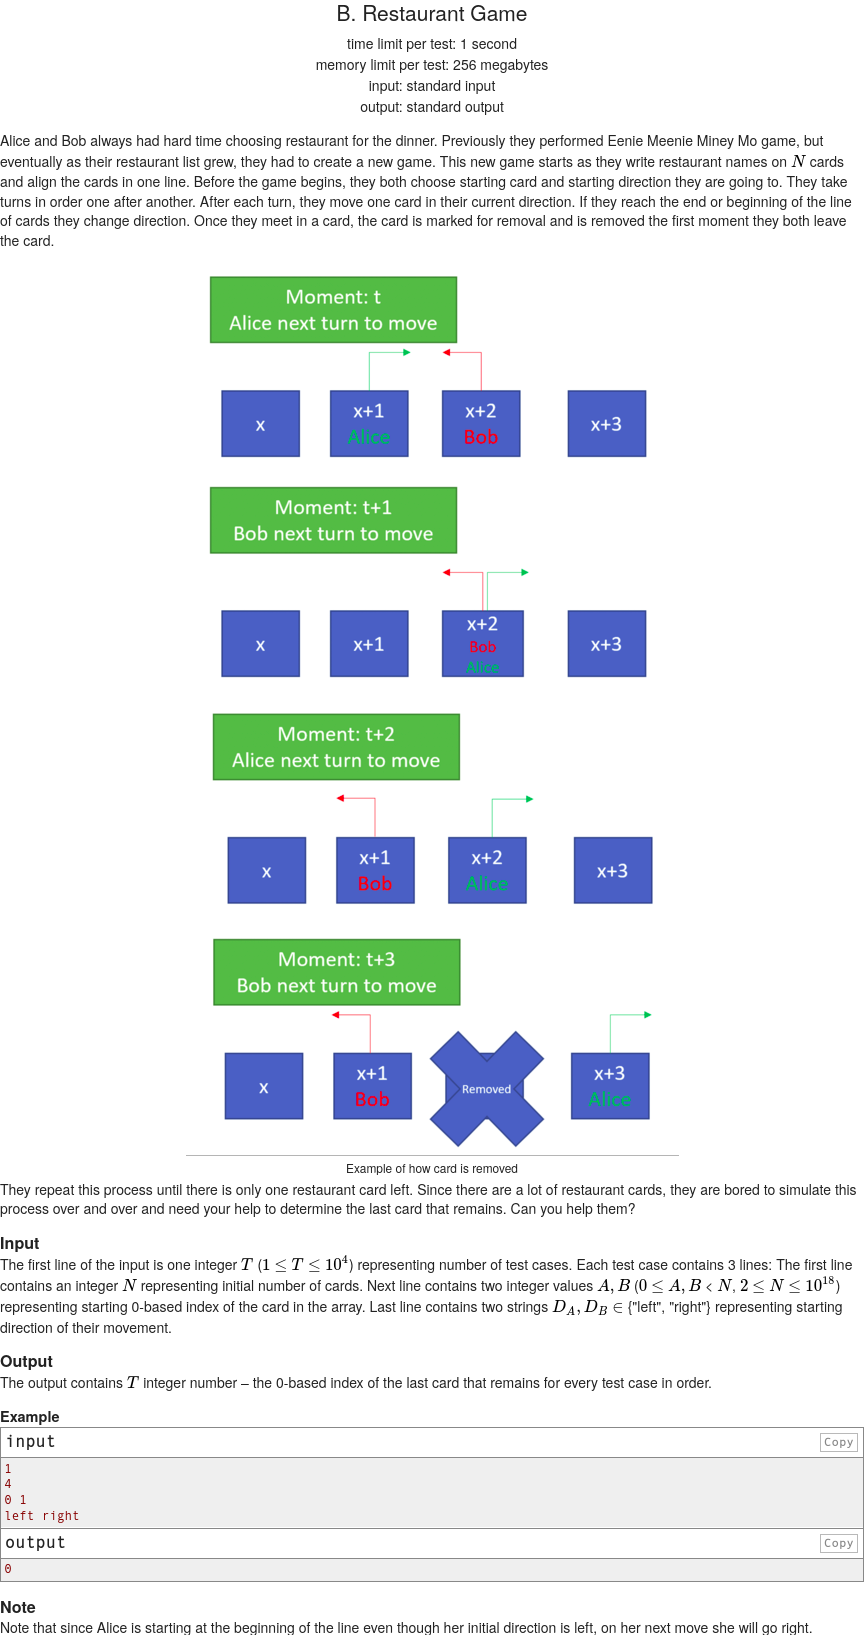 B. Restaurant Game
time limit per test: 1 second
memory limit per test: 256 megabytes
input: standard input
output: standard output
Alice and Bob always had hard time choosing restaurant for the dinner. Previously they performed Eenie Meenie Miney Mo game, but
eventually as their restaurant list grew, they had to create a new game. This new game starts as they write restaurant names on N cards
and align the cards in one line. Before the game begins, they both choose starting card and starting direction they are going to. They take
turns in order one after another. After each turn, they move one card in their current direction. If they reach the end or beginning of the line
of cards they change direction. Once they meet in a card, the card is marked for removal and is removed the first moment they both leave
the card.
Moment: t
Alice next turn to move
x
x+1
Alice
x+2
Bob
x+3
Moment: t+1
Bob next turn to move
x
x+1
x+2
Bob
Alice
x+3
Moment: t+2
Alice next turn to move
x
x+1
Bob
x+2
Alice
x+3
Moment: t+3
Bob next turn to move
x
x+1
Bob
Removed
x+3
Alice
Example of how card is removed
They repeat this process until there is only one restaurant card left. Since there are a lot of restaurant cards, they are bored to simulate this
process over and over and need your help to determine the last card that remains. Can you help them?
Input
The first line of the input is one integer T (1 ≤ T ≤ 10^4) representing number of test cases. Each test case contains 3 lines: The first line
contains an integer N representing initial number of cards. Next line contains two integer values A, B (0 ≤ A, B < N, 2 ≤ N ≤ 10^18)
representing starting 0-based index of the card in the array. Last line contains two strings D_A, D_B ∈ {"left", "right"} representing starting
direction of their movement.
Output
The output contains T integer number – the 0-based index of the last card that remains for every test case in order.
Example
input
Copy
1
4
0 1
left right
output
Copy
0
Note
Note that since Alice is starting at the beginning of the line even though her initial direction is left, on her next move she will go right.